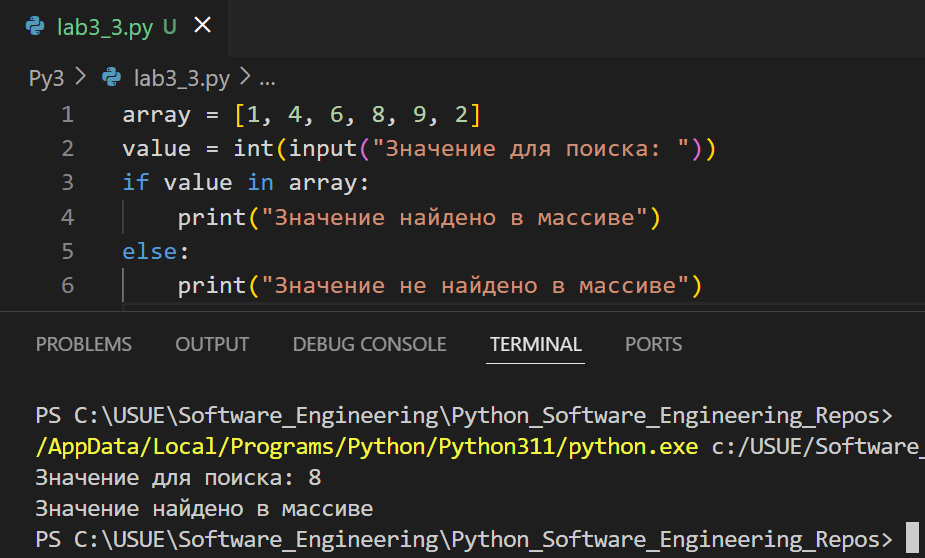 lab3_3.py U ×
Py3 > lab3_3.py > ...
1 array = [1, 4, 6, 8, 9, 2]
2 value = int(input("Значение для поиска: "))
3 if value in array:
4     print("Значение найдено в массиве")
5 else:
6     print("Значение не найдено в массиве")
PROBLEMS OUTPUT DEBUG CONSOLE TERMINAL PORTS
PS C:\USUE\Software_Engineering\Python_Software_Engineering_Repos>
/AppData/Local/Programs/Python/Python311/python.exe c:/USUE/Software_
Значение для поиска: 8
Значение найдено в массиве
PS C:\USUE\Software_Engineering\Python_Software_Engineering_Repos>